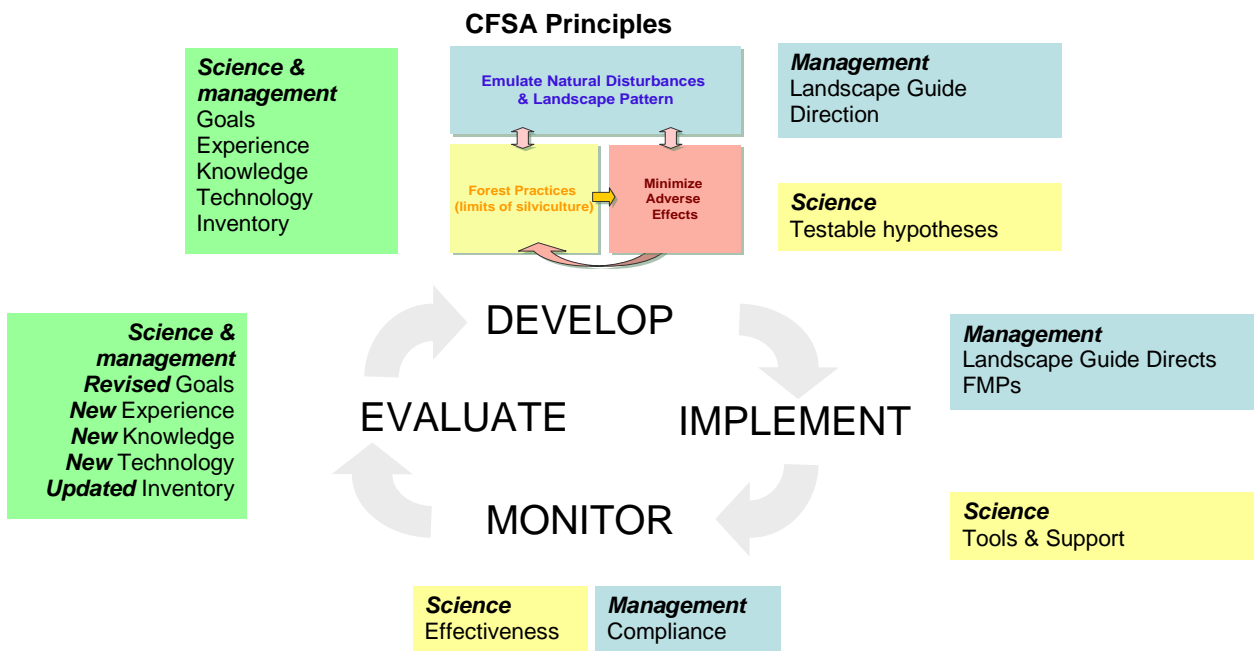 CFSA Principles
Science &
management
Goals
Experience
Knowledge
Technology
Inventory
Emulate Natural Disturbances
& Landscape Pattern
Forest Practices
(limits of silviculture)
Minimize
Adverse
Effects
Management
Landscape Guide
Direction
Science
Testable hypotheses
DEVELOP
Science &
management
Revised Goals
New Experience
New Knowledge
New Technology
Updated Inventory
EVALUATE
IMPLEMENT
Management
Landscape Guide Directs
FMPs
MONITOR
Science
Tools & Support
Science
Effectiveness
Management
Compliance